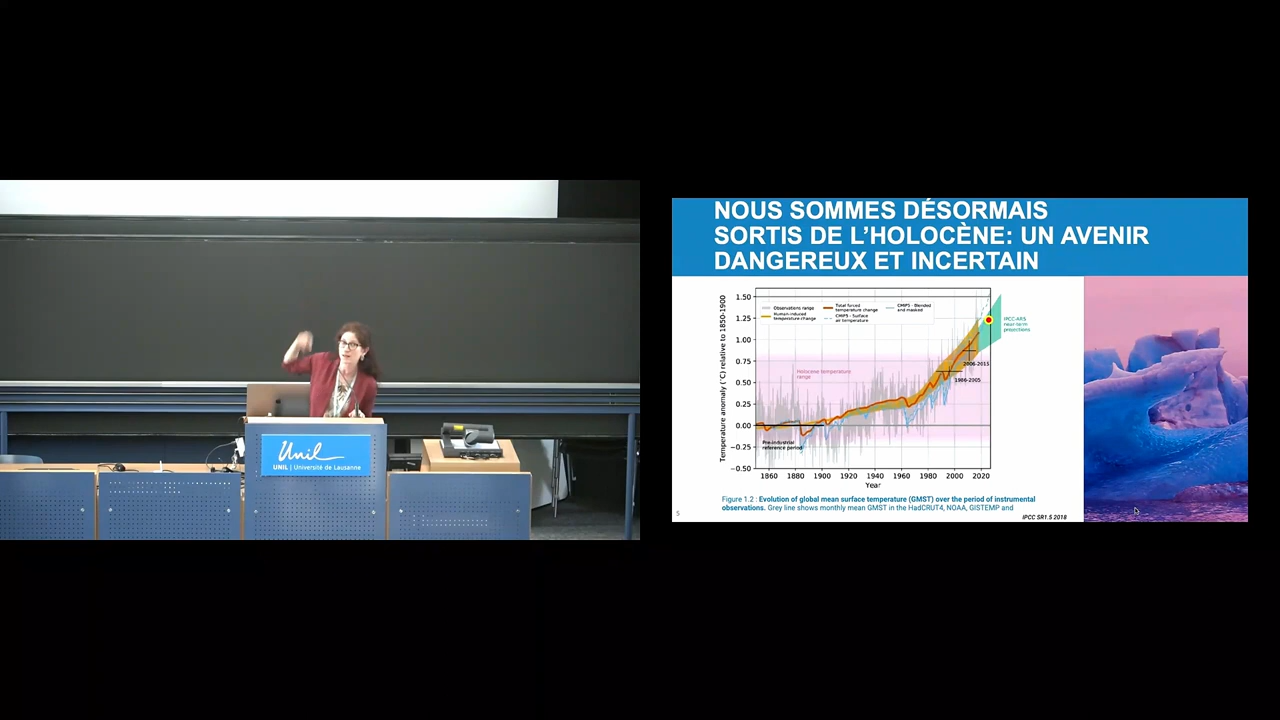 Unil
UNIL | Université de Lausanne
NOUS SOMMES DÉSORMAIS
SORTIS DE L'HOLOCÈNE: UN AVENIR
DANGEREUX ET INCERTAIN
Temperature anomaly (°C) relative to 1850-1900
1.50
1.25
1.00
0.75
0.50
0.25
0.00
−0.25
−0.50
Observations range
Human-induced
temperature change
Total forced
temperature change
CMIP5 - Surface
air temperature
CMIP5 - Blended
and masked
IPCC-AR5
near-term
projections
Holocene temperature
range
2006-2015
1986-2005
Pre-industrial
reference period
1860 1880 1900 1920 1940 1960 1980 2000 2020
Year
Figure 1.2 : Evolution of global mean surface temperature (GMST) over the period of instrumental
observations. Grey line shows monthly mean GMST in the HadCRUT4, NOAA, GISTEMP and
5
IPCC SR1.5 2018